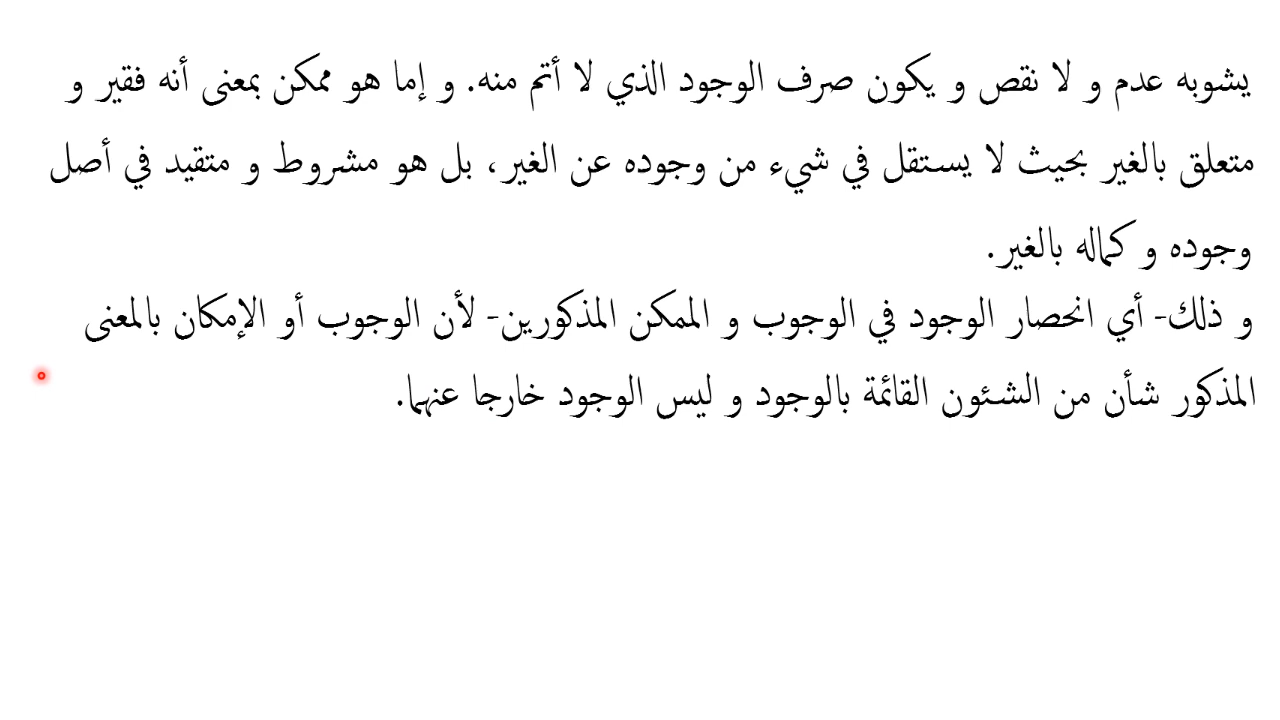 يشوبه عدم و لا نقص و يكون صرف الوجود الذي لا أتم منه. و إما هو ممكن بمعنى أنه فقير و
متعلق بالغير بحيث لا يستقل في شيء من وجوده عن الغير، بل هو مشروط و متقيد في أصل
وجوده و كماله بالغير.
و ذلك- أي انحصار الوجود في الوجوب و الممكن المذكورين- لأن الوجوب أو الإمكان بالمعنى
المذكور شأن من الشئون القائمة بالوجود و ليس الوجود خارجا عنهما.